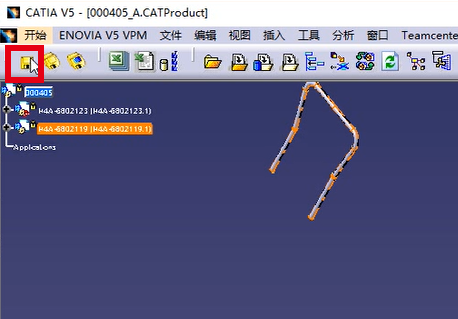 CATIA V5 - [000405_A.CATProduct]
开始 ENOVIA V5 VPM 文件 编辑 视图 插入 工具 分析 窗口 Teamcente
000405
H4A-6802123 (H4A-6802123.1)
H4A-6802119 (H4A-6802119.1)
Applications